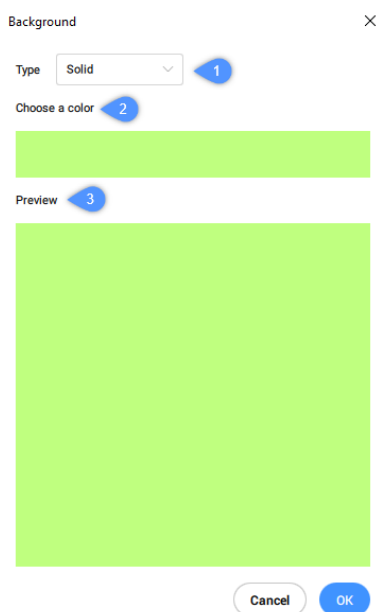 Background
Type Solid 1
Choose a color 2
Preview 3
Cancel OK